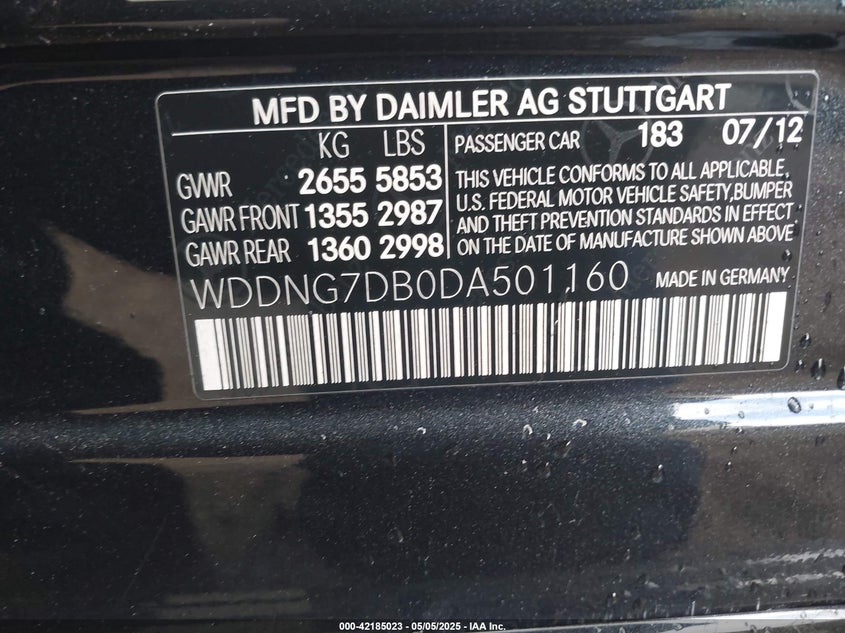 MFD BY DAIMLER AG STUTTGART
KG LBS
GVWR 2655 5853
GAWR FRONT 1355 2987
GAWR REAR 1360 2998
PASSENGER CAR 183 07/12
THIS VEHICLE CONFORMS TO ALL APPLICABLE,
U.S. FEDERAL MOTOR VEHICLE SAFETY,BUMPER
AND THEFT PREVENTION STANDARDS IN EFFECT
ON THE DATE OF MANUFACTURE SHOWN ABOVE
WDDNG7DB0DA501160 MADE IN GERMANY
000-42185023 - 05/05/2025 - IAA Inc.